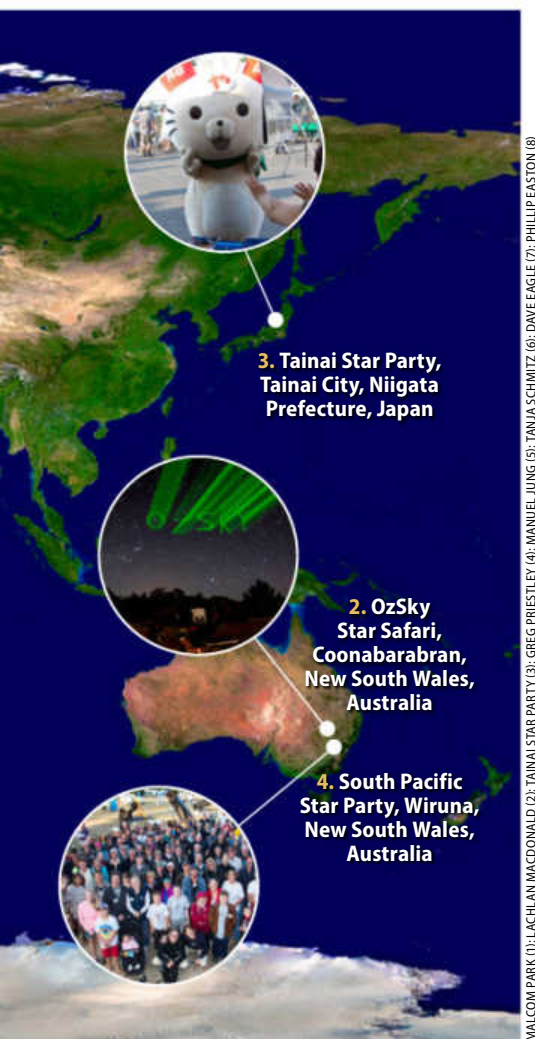 3. Tainai Star Party,
Tainai City, Niigata
Prefecture, Japan
OZSKY
2. OzSky
Star Safari,
Coonabarabran,
New South Wales,
Australia
4. South Pacific
Star Party, Wiruna,
New South Wales,
Australia
MALCOM PARK (1); LACHLAN MACDONALD (2); TAINAI STAR PARTY (3); GREG PRIESTLEY (4); MANUEL JUNG (5); TANJA SCHMITZ (6); DAVE EAGLE (7); PHILLIP EASTON (8)